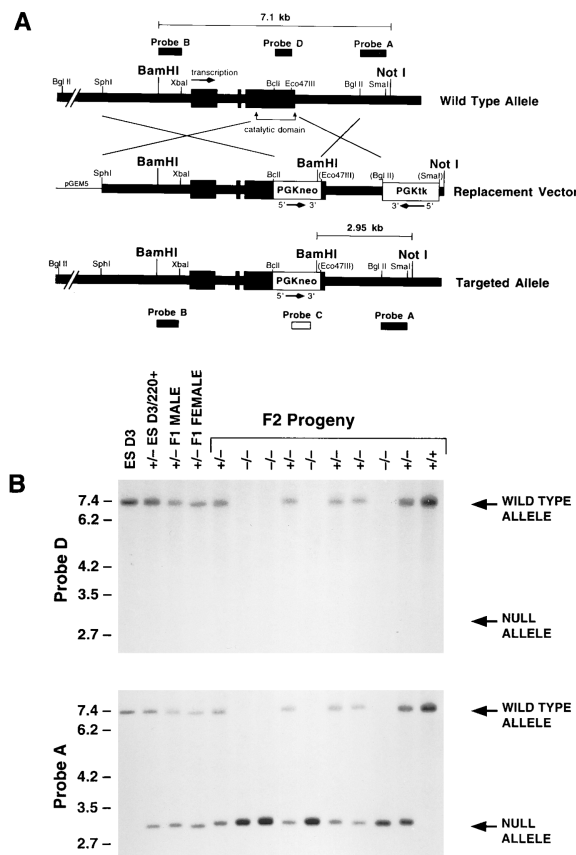 A
7.1 kb
Probe B
Probe D
Probe A
BamHI
transcription
Not I
Bgl II
SphI
XbaI
BclI
Eco47III
Bgl II
SmaI
Wild Type Allele
catalytic domain
BamHI
BamHI
Not I
pGEM5
SphI
XbaI
BclI
(Eco47III)
(Bgl II)
(SmaI)
PGKneo
PGKtk
Replacement Vector
5' 3'
3' 5'
2.95 kb
BamHI
BamHI
Not I
Bgl II
SphI
XbaI
BclI
(Eco47III)
Bgl II
SmaI
PGKneo
Targeted Allele
5' 3'
Probe B
Probe C
Probe A
ES D3
+/– ES D3/220+
+/– F1 MALE
+/– F1 FEMALE
F2 Progeny
+/– –/– –/– +/– –/– +/– +/– –/– +/– +/+
B
Probe D
7.4
6.2
4.2
3.5
2.7
WILD TYPE
ALLELE
NULL
ALLELE
Probe A
7.4
6.2
4.2
3.5
2.7
WILD TYPE
ALLELE
NULL
ALLELE